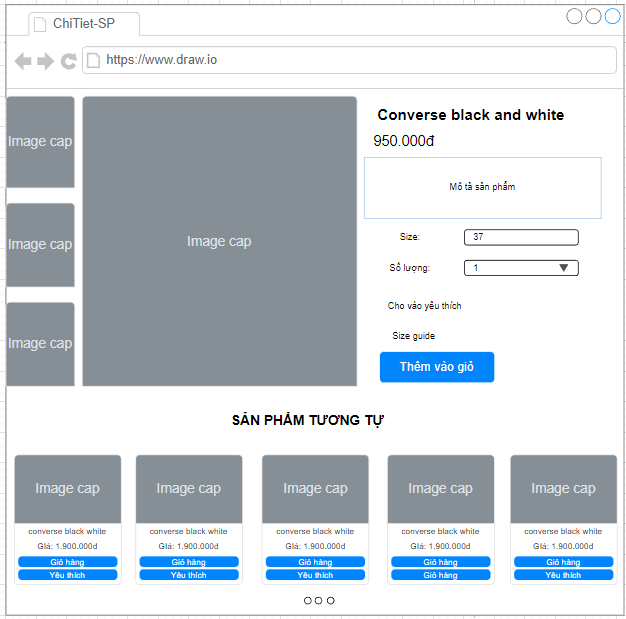 ChiTiet-SP
https://www.draw.io
Image cap
Image cap
Image cap
Image cap
Converse black and white
950.000đ
Mô tả sản phẩm
Size: 37
Số lượng: 1
Cho vào yêu thích
Size guide
Thêm vào giỏ
SẢN PHẨM TƯƠNG TỰ
Image cap Image cap Image cap Image cap Image cap
converse black white converse black white converse black white converse black white converse black white
Giá: 1.900.000đ Giá: 1.900.000đ Giá: 1.900.000đ Giá: 1.900.000đ Giá: 1.900.000đ
Giỏ hàng Giỏ hàng Giỏ hàng Giỏ hàng Giỏ hàng
Yêu thích Yêu thích Yêu thích Giỏ hàng Yêu thích